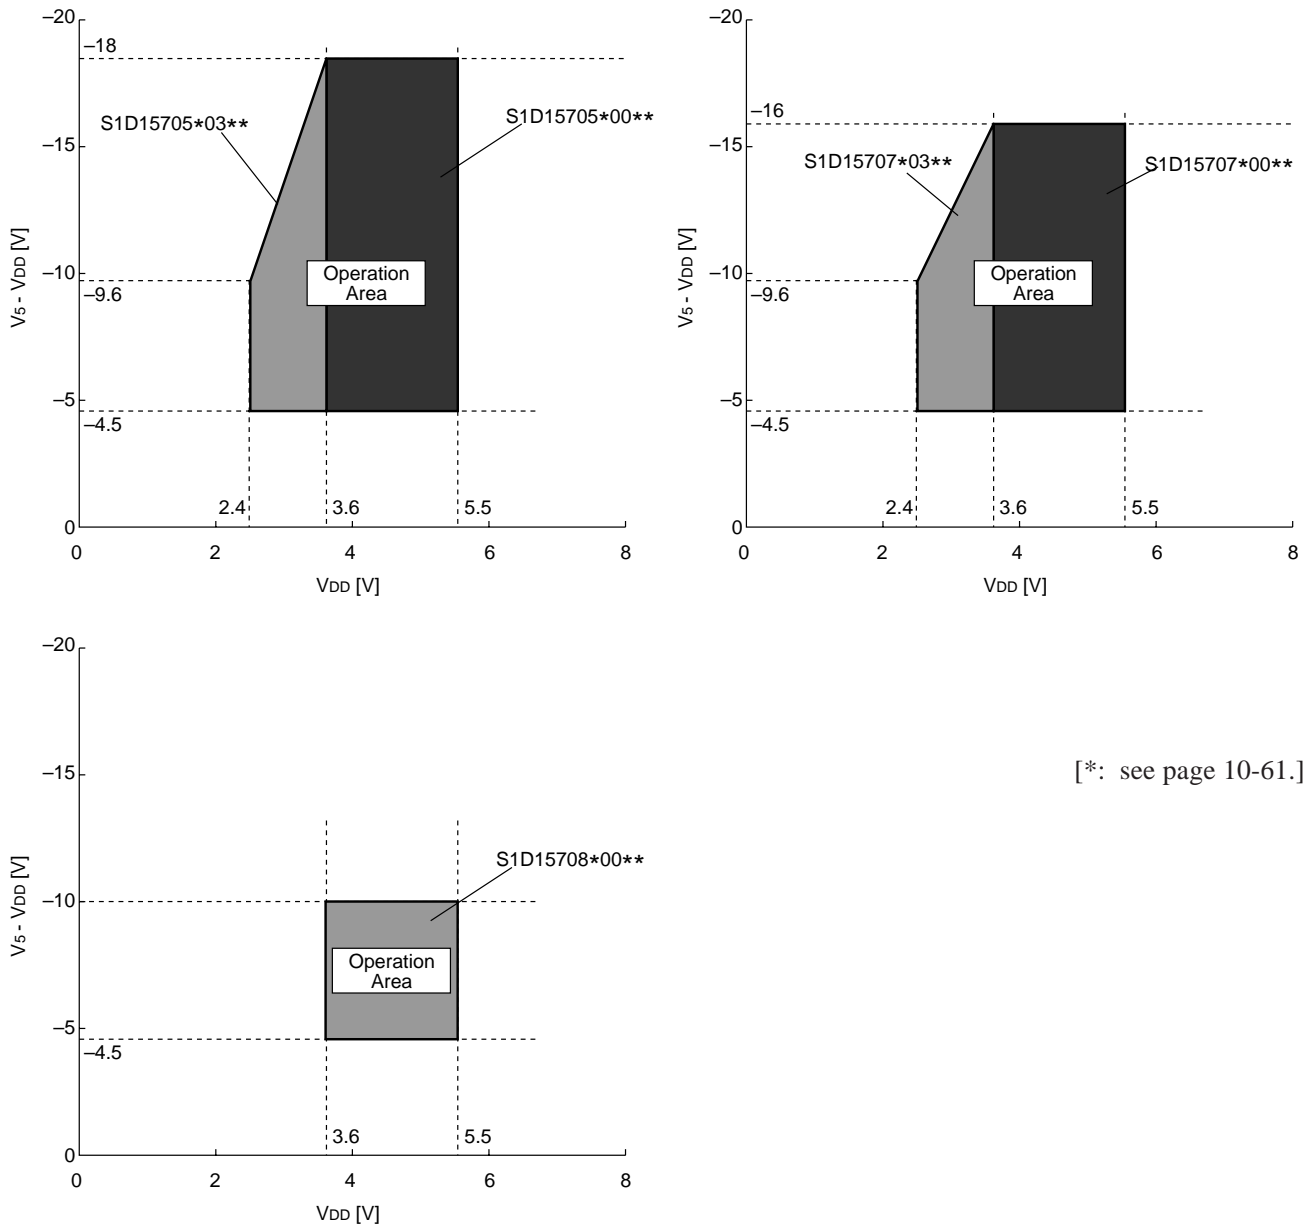 –20
–18
S1D15705*03**
S1D15705*00**
–15
V5 - VDD [V]
–10
–9.6
Operation
Area
–5
–4.5
2.4
3.6
5.5
0
0
2
4
6
8
VDD [V]
–20
–16
–15
S1D15707*03**
S1D15707*00**
V5 - VDD [V]
–10
–9.6
Operation
Area
–5
–4.5
2.4
3.6
5.5
0
0
2
4
6
8
VDD [V]
–20
–15
[*: see page 10-61.]
S1D15708*00**
V5 - VDD [V]
–10
Operation
Area
–5
–4.5
3.6
5.5
0
0
2
4
6
8
VDD [V]